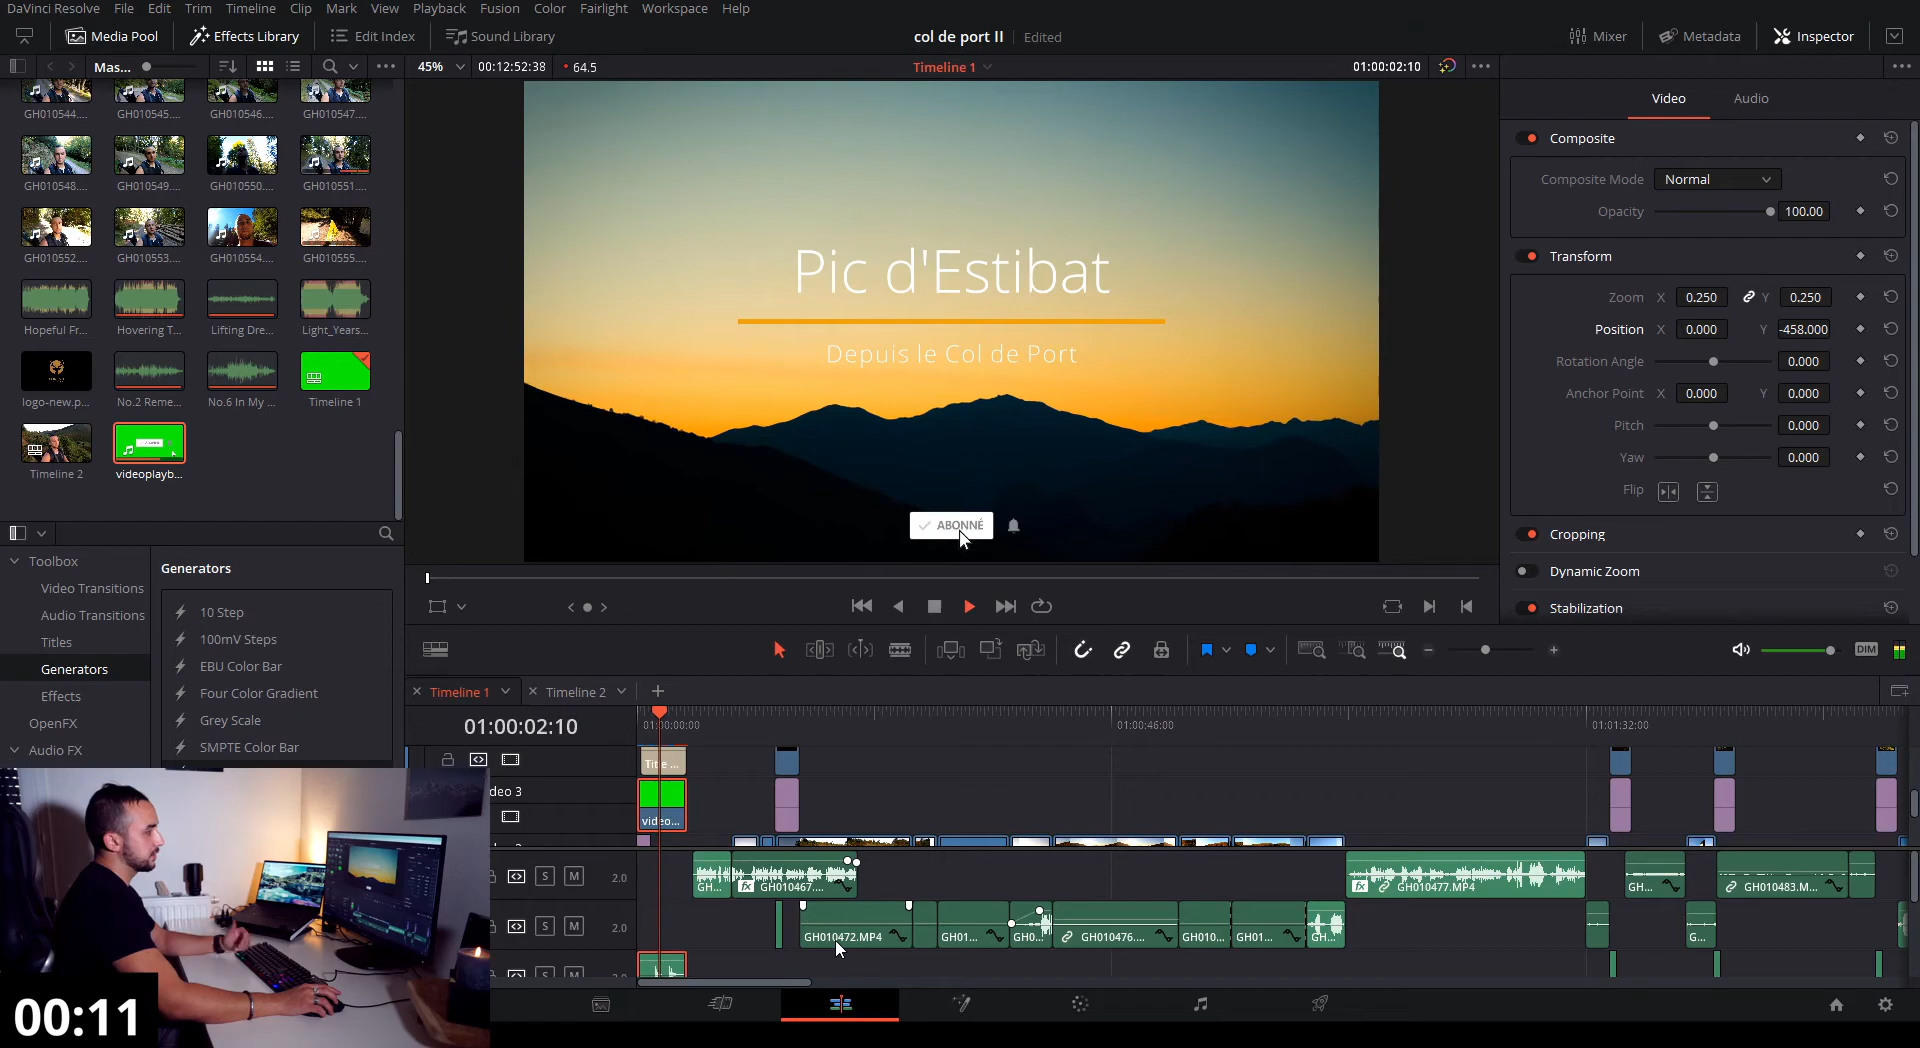 DaVinci Resolve File Edit Trim Timeline Clip Mark View Playback Fusion Color Fairlight Workspace Help
Media Pool Effects Library Edit Index Sound Library col de port II Edited Mixer Metadata Inspector
Mas... 45% 00:12:52:38 64.5 Timeline 1 01:00:02:10
GH010544.... GH010545.... GH010546.... GH010547....
GH010548.... GH010549.... GH010550.... GH010551....
GH010552.... GH010553.... GH010554.... GH010555....
Hopeful Fr... Hovering T... Lifting Dre... Light_Years...
logo-new.p... No.2 Reme... No.6 In My ... Timeline 1
Timeline 2 videoplayb...
Pic d'Estibat
Depuis le Col de Port
ABONNÉ
Video Audio
Composite
Composite Mode Normal
Opacity 100.00
Transform
Zoom X 0.250 Y 0.250
Position X 0.000 Y -458.000
Rotation Angle 0.000
Anchor Point X 0.000 Y 0.000
Pitch 0.000
Yaw 0.000
Flip
Cropping
Dynamic Zoom
Stabilization
Toolbox
Video Transitions
Audio Transitions
Titles
Generators
Effects
OpenFX
Audio FX
Generators
10 Step
100mV Steps
EBU Color Bar
Four Color Gradient
Grey Scale
SMPTE Color Bar
DIM
Timeline 1 Timeline 2
01:00:02:10 01:00:00:00 01:00:46:00 01:01:32:00
Title ...
deo 3
video...
S M 2.0 GH... fx GH010467.... fx GH010477.MP4 GH... GH010483.M...
S M 2.0 GH010472.MP4 GH01... GH0... GH010476.... GH010... GH01... GH... G...
S M
00:11